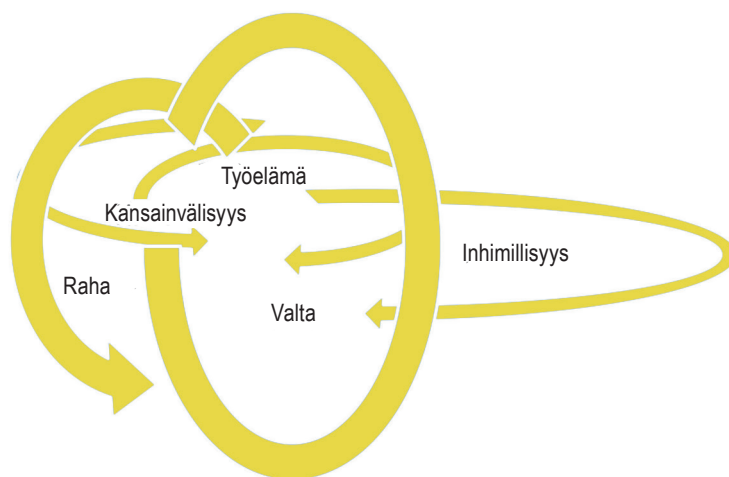 Työelämä
Kansainvälisyys
Inhimillisyys
Raha
Valta